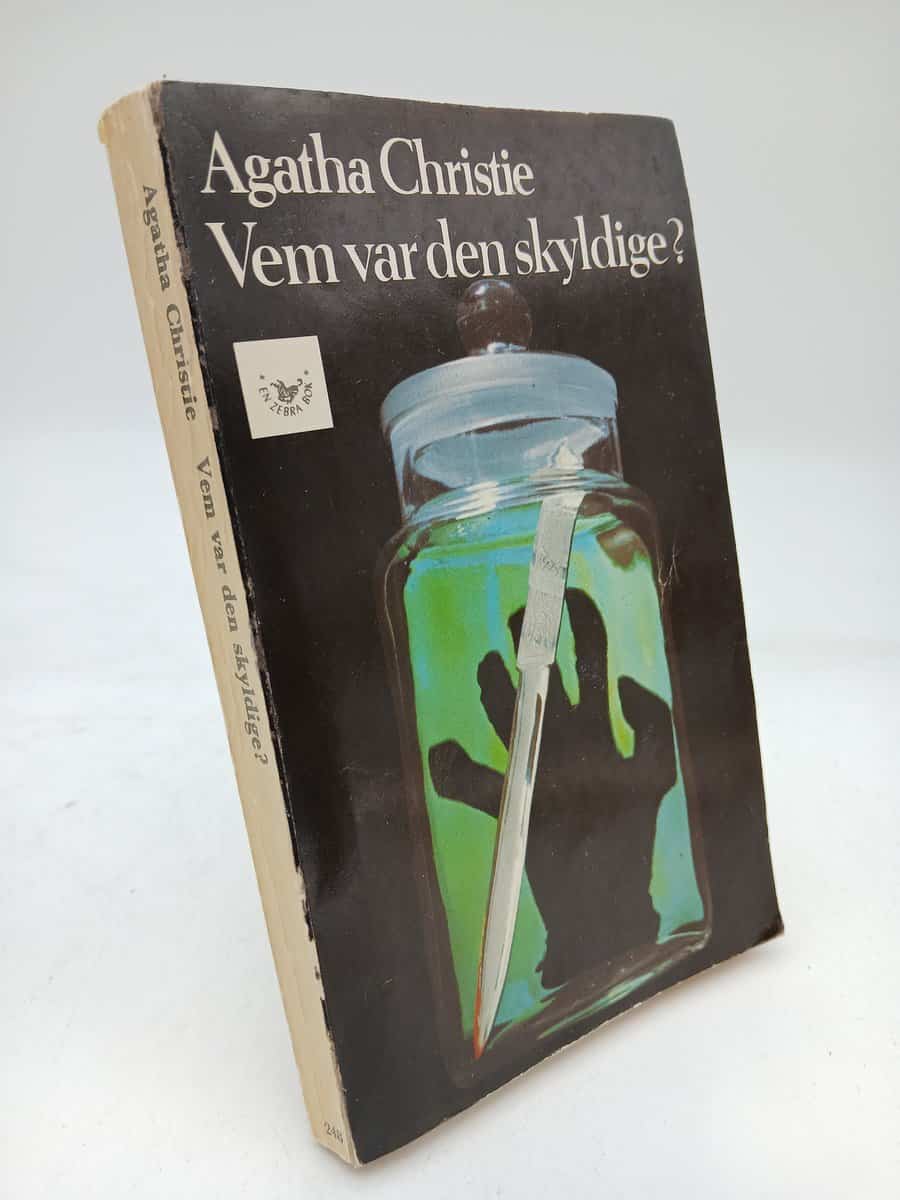 Agatha Christie
Vem var den skyldige?
* EN ZEBRA BOK *
Agatha Christie Vem var den skyldige?
248